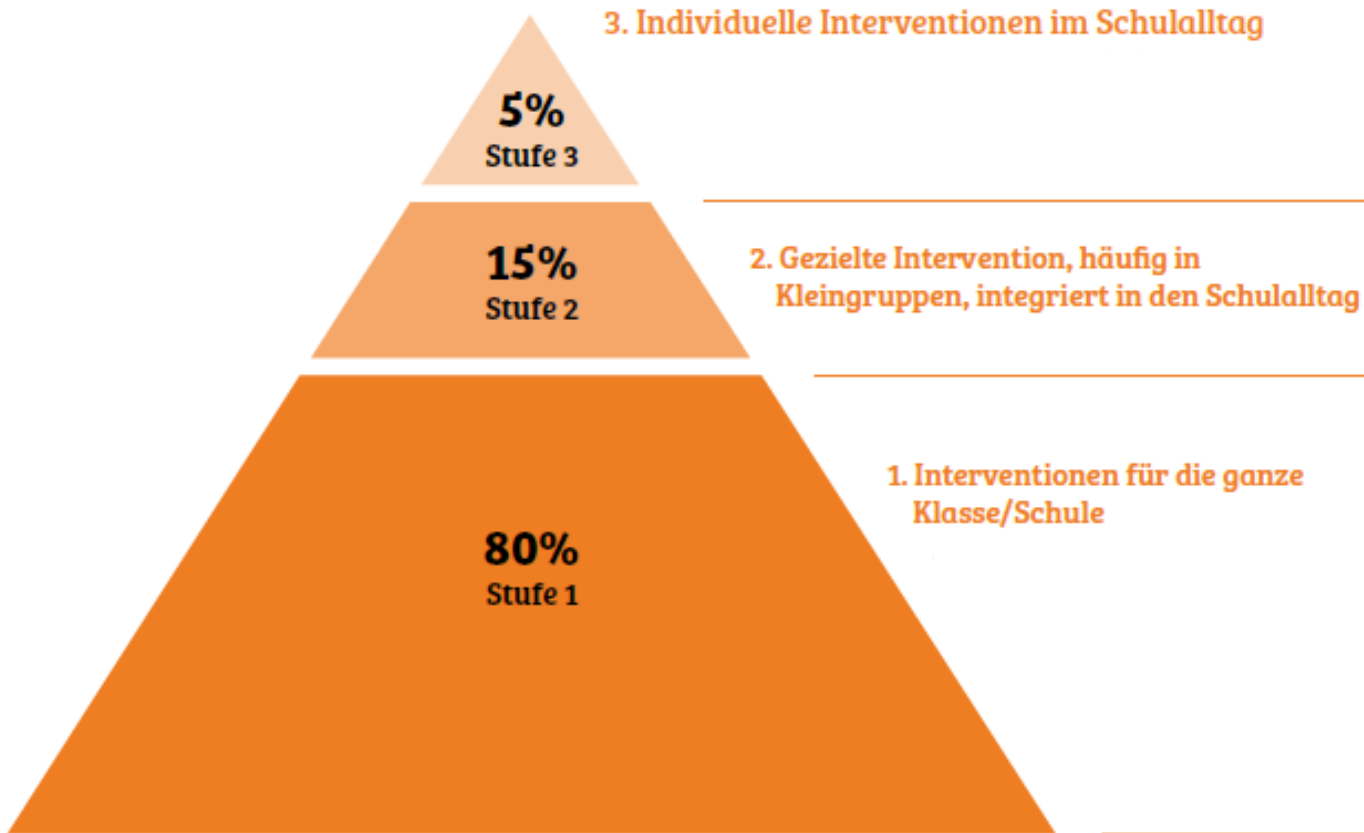 3. Individuelle Interventionen im Schulalltag
5%
Stufe 3
15%
Stufe 2
2. Gezielte Intervention, häufig in
Kleingruppen, integriert in den Schulalltag
1. Interventionen für die ganze
Klasse/Schule
80%
Stufe 1